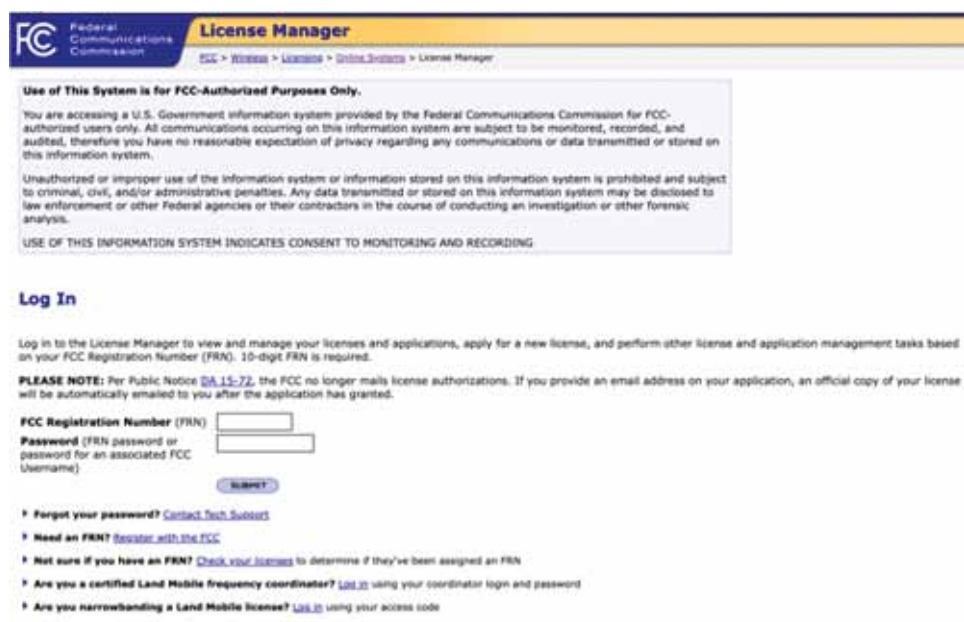 FCC Federal Communications Commission
License Manager
FCC > Wireless > Licensing > Online Systems > License Manager
Use of This System is for FCC-Authorized Purposes Only.
You are accessing a U.S. Government information system provided by the Federal Communications Commission for FCC-
authorized users only. All communications occurring on this information system are subject to be monitored, recorded, and
audited, therefore you have no reasonable expectation of privacy regarding any communications or data transmitted or stored on
this information system.
Unauthorized or improper use of the information system or information stored on this information system is prohibited and subject
to criminal, civil, and/or administrative penalties. Any data transmitted or stored on this information system may be disclosed to
law enforcement or other Federal agencies or their contractors in the course of conducting an investigation or other forensic
analysis.
USE OF THIS INFORMATION SYSTEM INDICATES CONSENT TO MONITORING AND RECORDING
Log In
Log in to the License Manager to view and manage your licenses and applications, apply for a new license, and perform other license and application management tasks based
on your FCC Registration Number (FRN). 10-digit FRN is required.
PLEASE NOTE: Per Public Notice DA 15-72, the FCC no longer mails license authorizations. If you provide an email address on your application, an official copy of your license
will be automatically emailed to you after the application has granted.
FCC Registration Number (FRN)
Password (FRN password or
password for an associated FCC
Username)
SUBMIT
Forgot your password? Contact Tech Support
Need an FRN? Register with the FCC
Not sure if you have an FRN? Check your licenses to determine if they've been assigned an FRN
Are you a certified Land Mobile frequency coordinator? Log in using your coordinator login and password
Are you narrowbanding a Land Mobile license? Log in using your access code